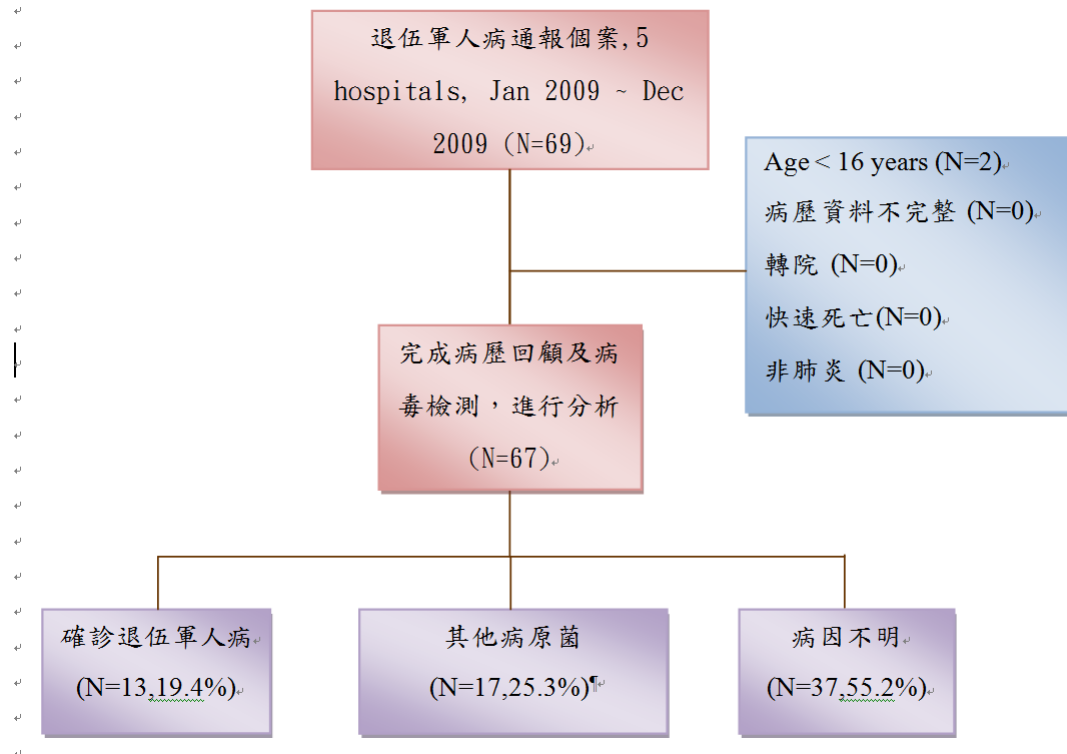 退伍軍人病通報個案,5
hospitals, Jan 2009 ~ Dec
2009 (N=69)
Age < 16 years (N=2)
病歷資料不完整 (N=0)
轉院 (N=0)
快速死亡(N=0)
非肺炎 (N=0)
完成病歷回顧及病
毒檢測，進行分析
(N=67)
確診退伍軍人病
(N=13,19.4%)
其他病原菌
(N=17,25.3%)¶
病因不明
(N=37,55.2%)